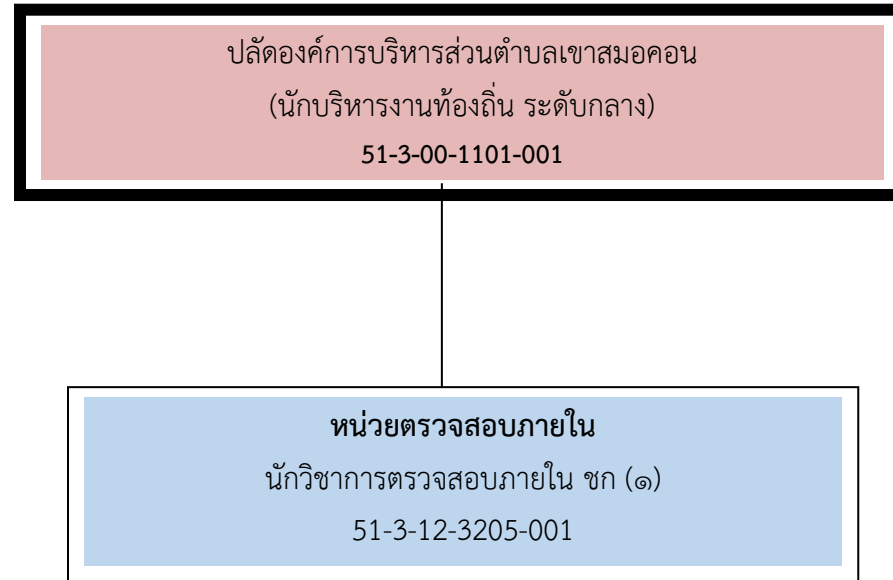 ปลัดองค์การบริหารส่วนตำบลเขาสมอคอน
(นักบริหารงานท้องถิ่น ระดับกลาง)
51-3-00-1101-001
หน่วยตรวจสอบภายใน
นักวิชาการตรวจสอบภายใน ชก (๑)
51-3-12-3205-001